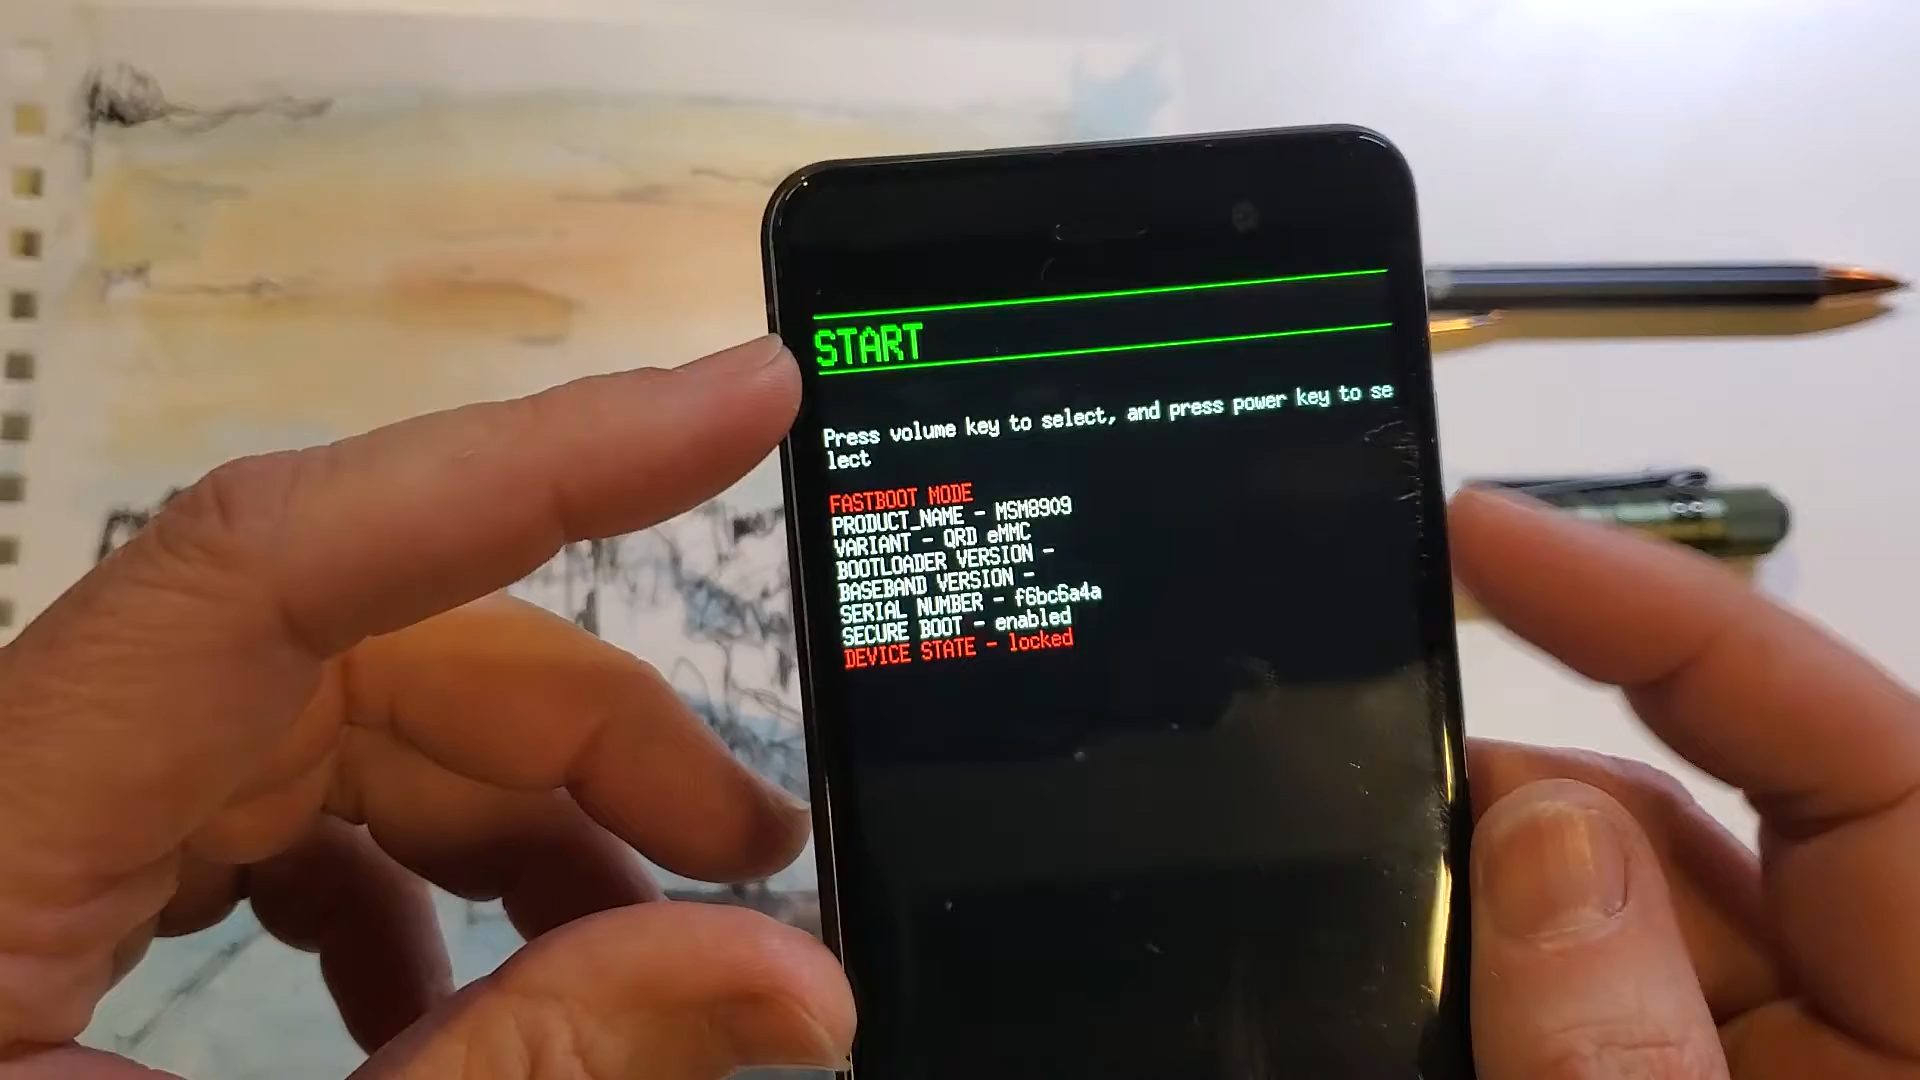 START
Press volume key to select, and press power key to se
lect
FASTBOOT MODE
PRODUCT_NAME - MSM8909
VARIANT - QRD eMMC
BOOTLOADER VERSION -
BASEBAND VERSION -
SERIAL NUMBER - f6bc6a4a
SECURE BOOT - enabled
DEVICE STATE - locked